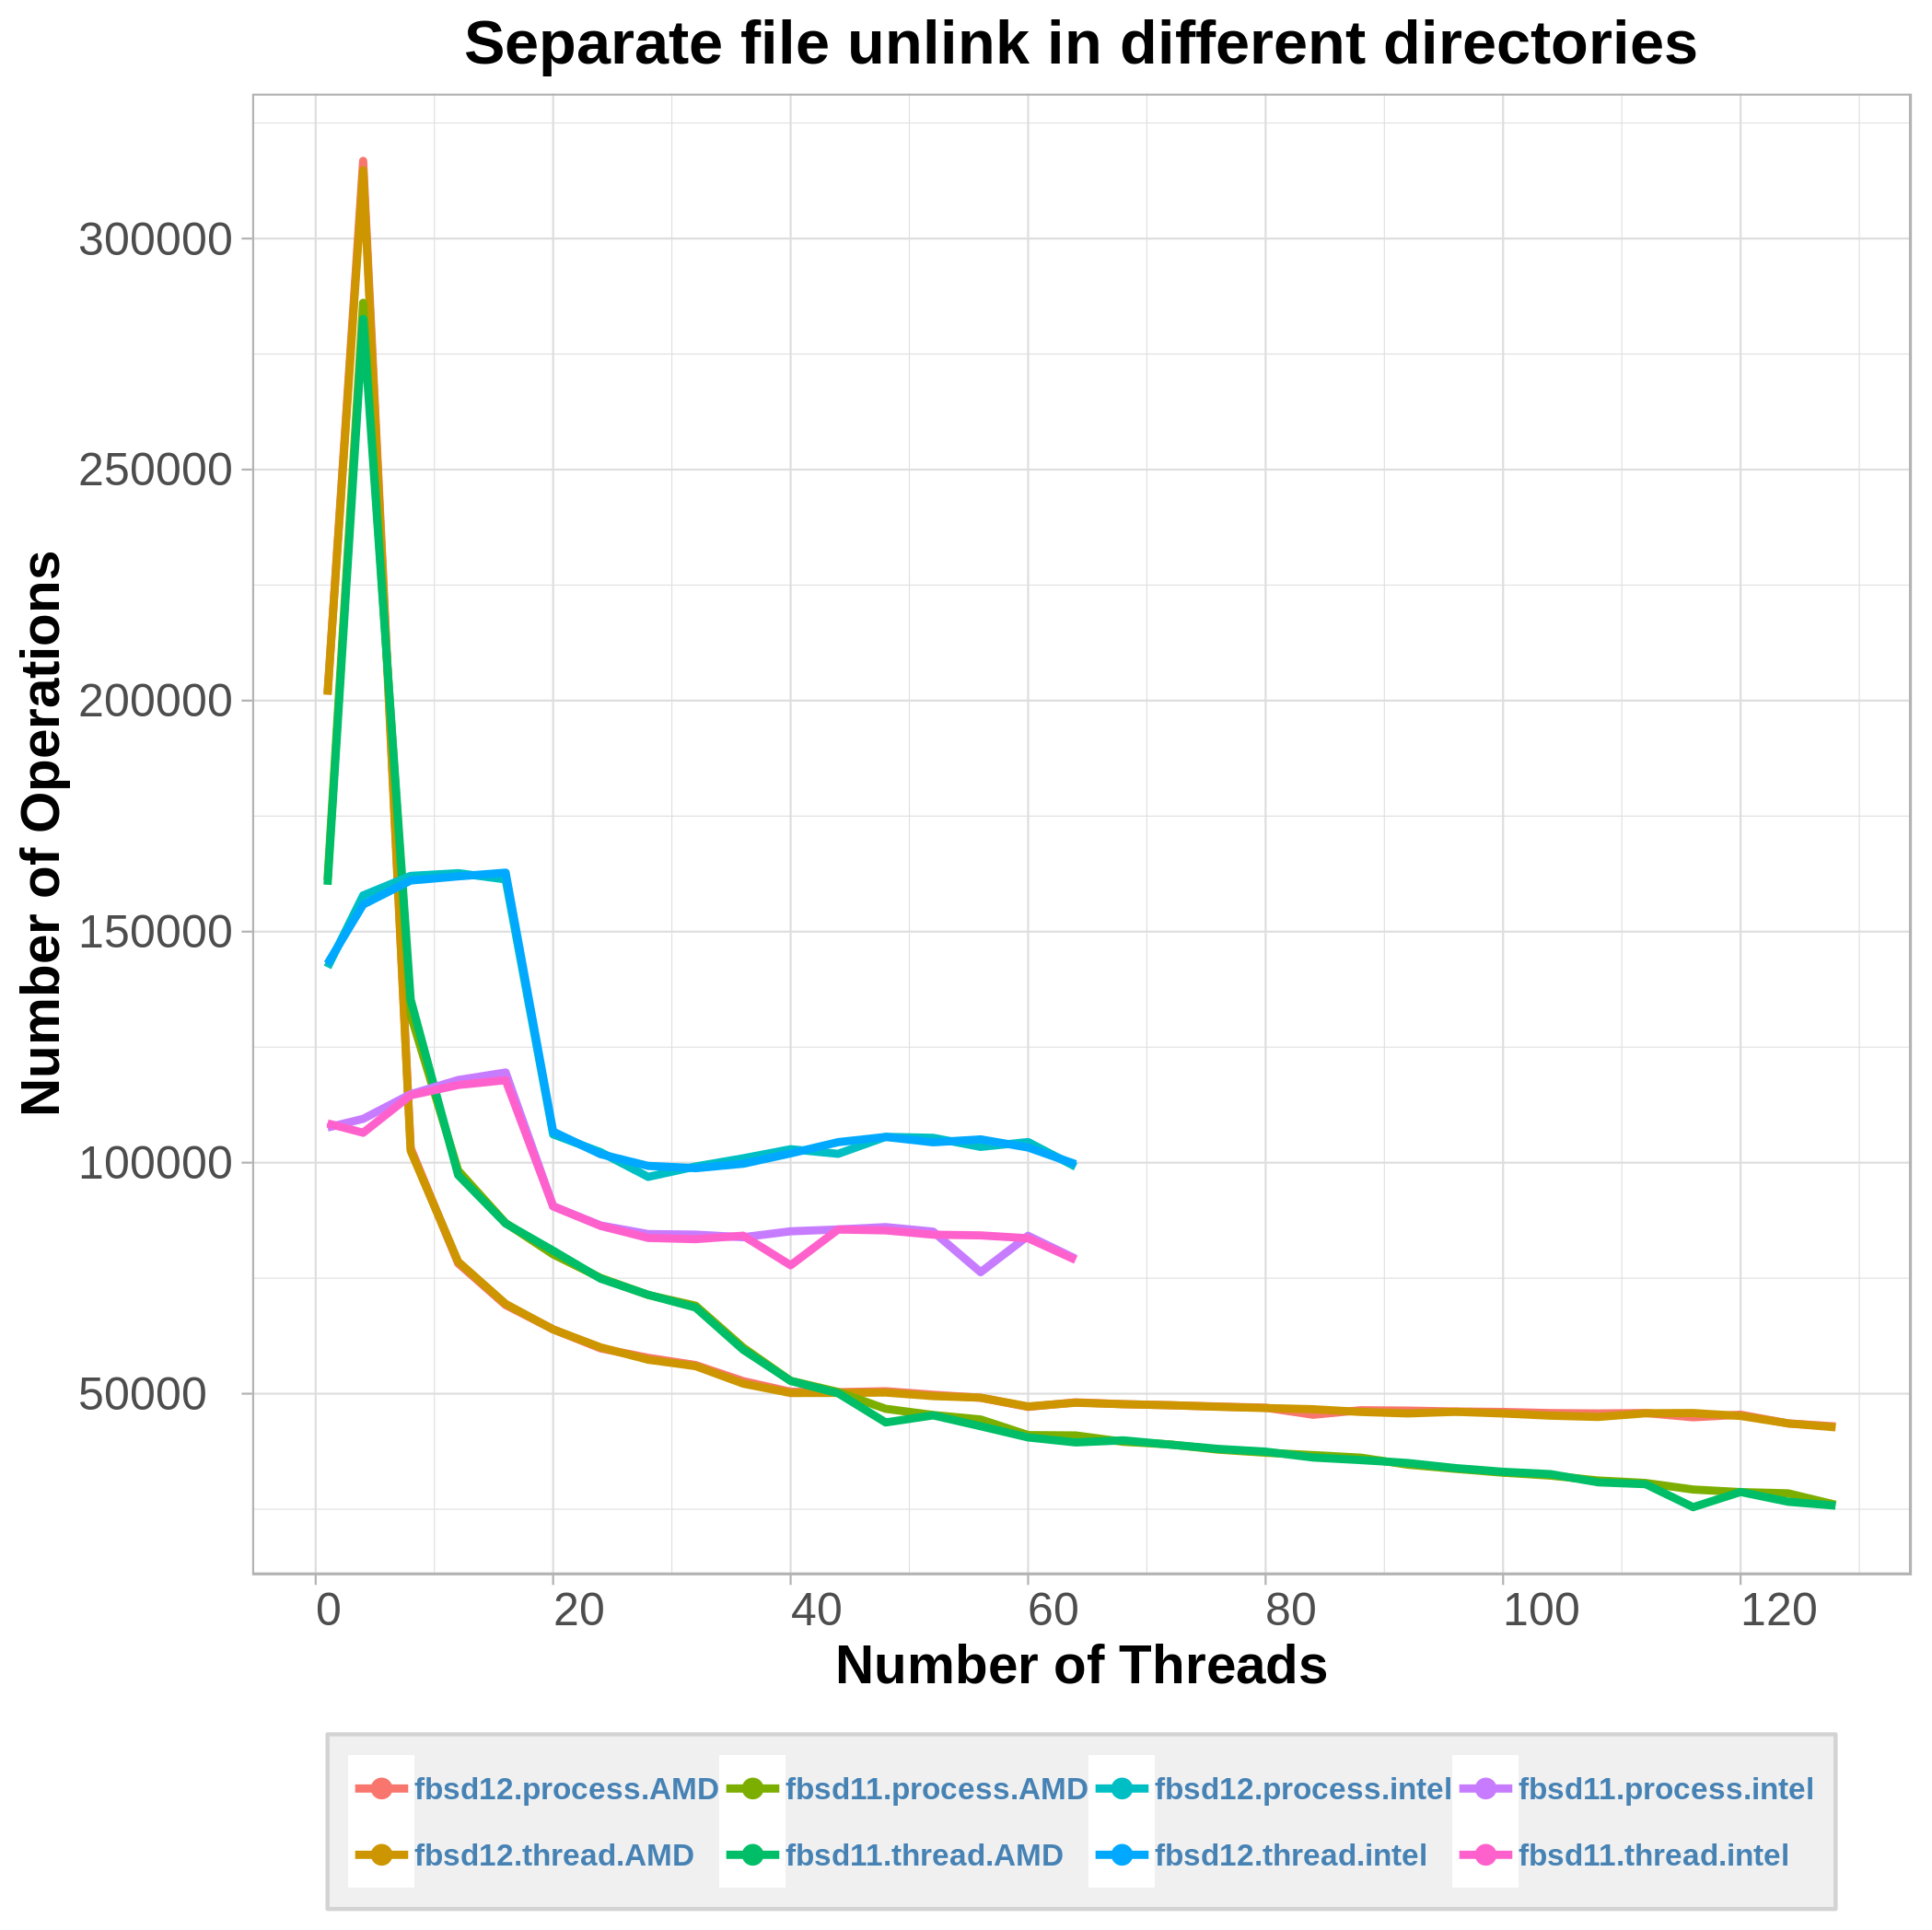 Separate file unlink in different directories
Number of Operations
300000
250000
200000
150000
100000
50000
0 20 40 60 80 100 120
Number of Threads
fbsd12.process.AMD fbsd11.process.AMD fbsd12.process.intel fbsd11.process.intel
fbsd12.thread.AMD fbsd11.thread.AMD fbsd12.thread.intel fbsd11.thread.intel